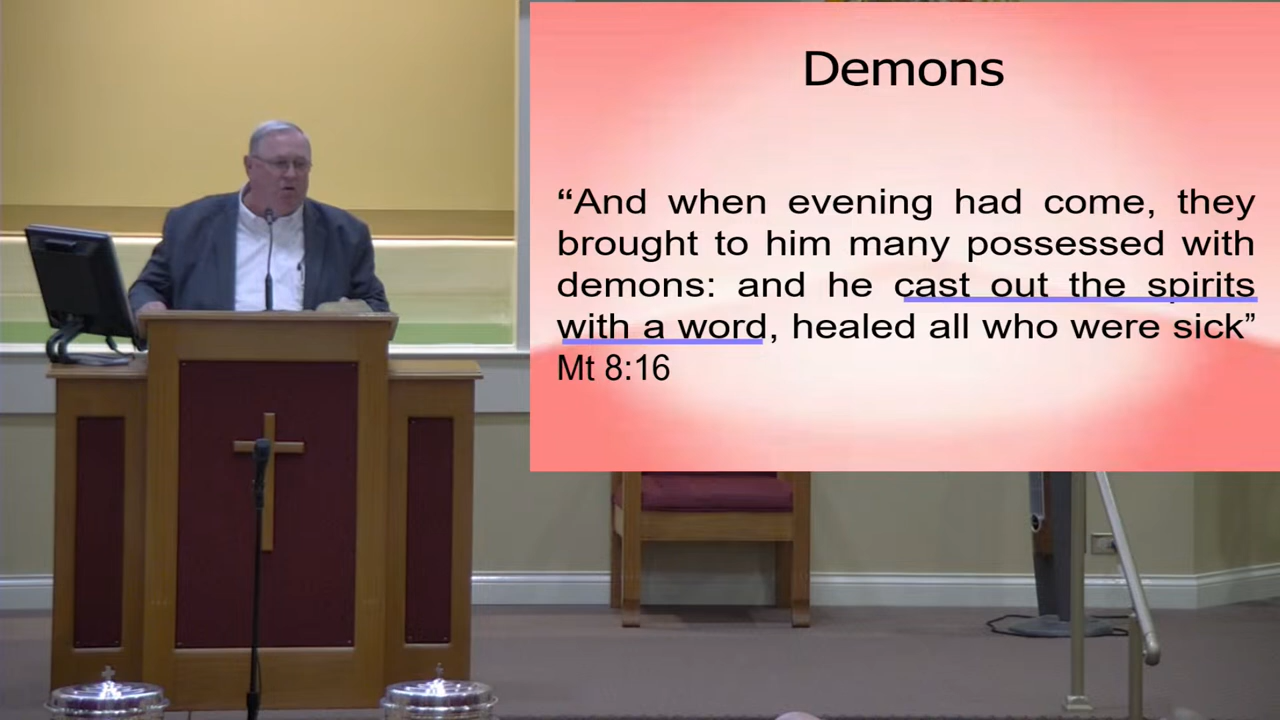 Demons
“And when evening had come, they
brought to him many possessed with
demons: and he cast out the spirits
with a word, healed all who were sick”
Mt 8:16